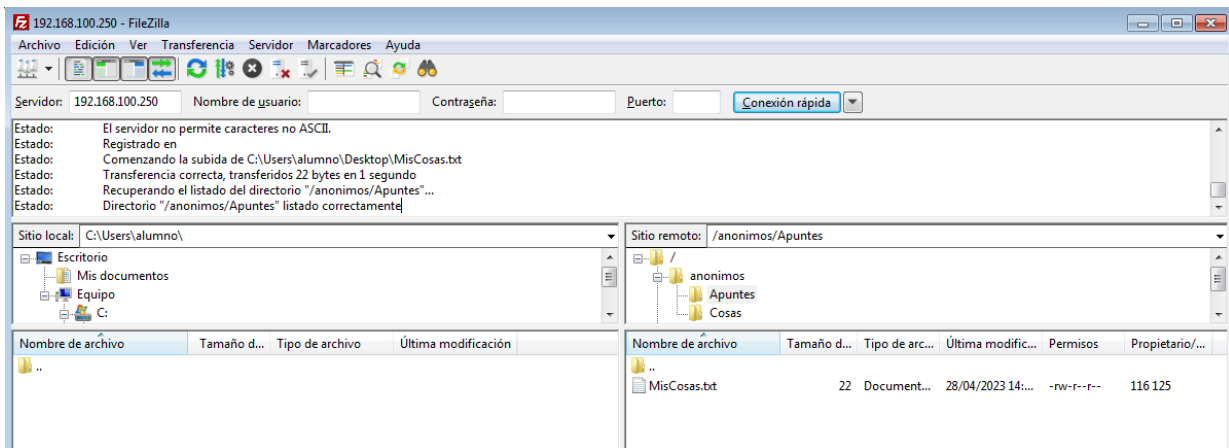 192.168.100.250 - FileZilla
Archivo Edición Ver Transferencia Servidor Marcadores Ayuda
Servidor: 192.168.100.250 Nombre de usuario: Contraseña: Puerto: Conexión rápida
Estado: El servidor no permite caracteres no ASCII.
Estado: Registrado en
Estado: Comenzando la subida de C:\Users\alumno\Desktop\MisCosas.txt
Estado: Transferencia correcta, transferidos 22 bytes en 1 segundo
Estado: Recuperando el listado del directorio "/anonimos/Apuntes"...
Estado: Directorio "/anonimos/Apuntes" listado correctamente
Sitio local: C:\Users\alumno\
Escritorio
Mis documentos
Equipo
C:
Nombre de archivo Tamaño d... Tipo de archivo Última modificación
..
Sitio remoto: /anonimos/Apuntes
/
anonimos
Apuntes
Cosas
Nombre de archivo Tamaño d... Tipo de arc... Última modific... Permisos Propietario/...
..
MisCosas.txt 22 Document... 28/04/2023 14:... -rw-r--r-- 116 125